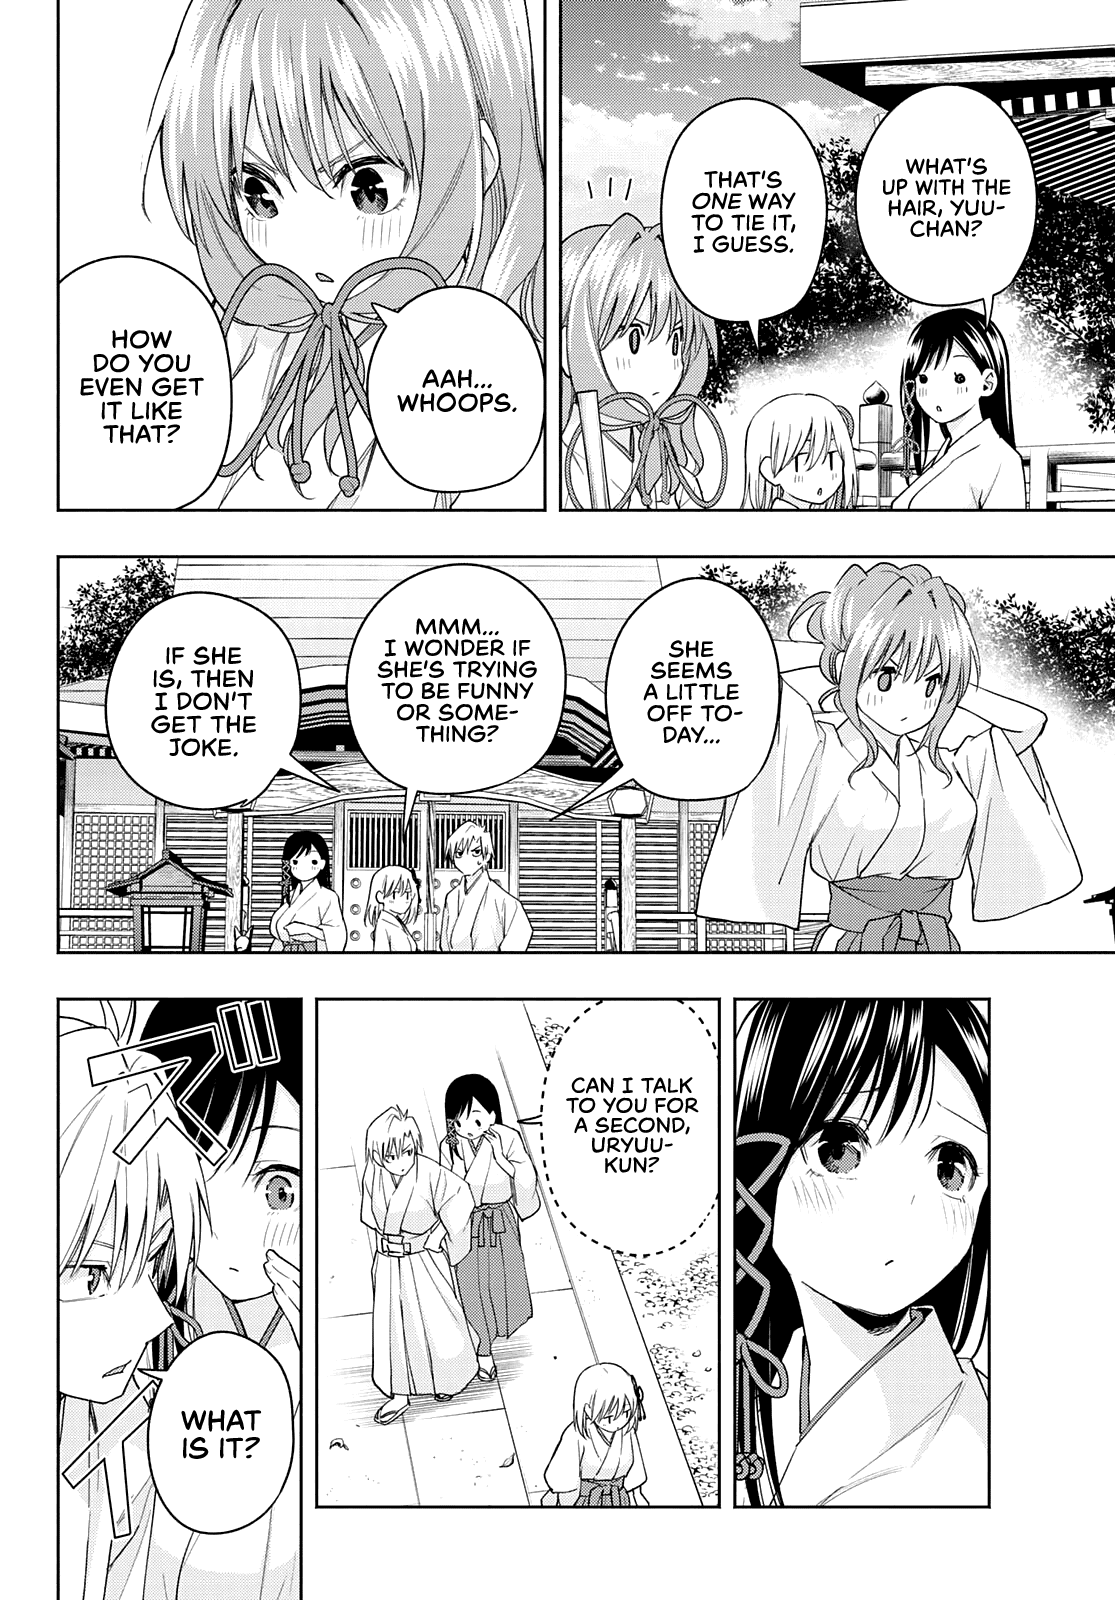 WHAT'S
UP WITH THE
HAIR, YUU-
CHAN?
THAT'S
ONE WAY
TO TIE IT,
I GUESS.
AAH...
WHOOPS.
HOW
DO YOU
EVEN GET
IT LIKE
THAT?
SHE
SEEMS
A LITTLE
OFF TO-
DAY...
MMM...
I WONDER IF
SHE'S TRYING
TO BE FUNNY
OR SOME-
THING?
IF SHE
IS, THEN
I DON'T
GET THE
JOKE.
CAN I TALK
TO YOU FOR
A SECOND,
URYUU-
KUN?
WHAT
IS IT?